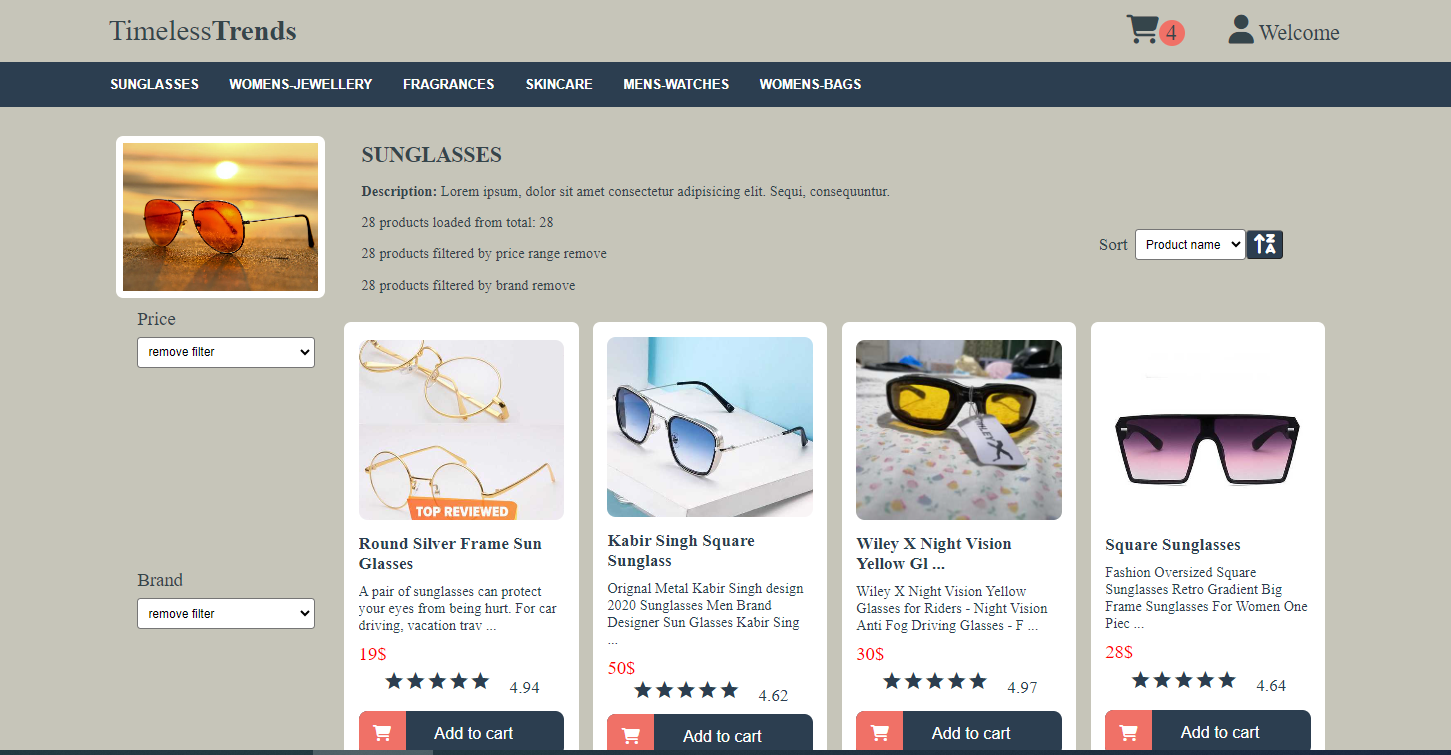 TimelessTrends
4
Welcome
SUNGLASSES WOMENS-JEWELLERY FRAGRANCES SKINCARE MENS-WATCHES WOMENS-BAGS
SUNGLASSES
Description: Lorem ipsum, dolor sit amet consectetur adipisicing elit. Sequi, consequuntur.
28 products loaded from total: 28
28 products filtered by price range remove
28 products filtered by brand remove
Sort Product name
Z
A
Price
remove filter
Brand
remove filter
TOP REVIEWED
Round Silver Frame Sun
Glasses
A pair of sunglasses can protect
your eyes from being hurt. For car
driving, vacation trav ...
19$
4.94
Add to cart
Kabir Singh Square
Sunglass
Orignal Metal Kabir Singh design
2020 Sunglasses Men Brand
Designer Sun Glasses Kabir Sing
...
50$
4.62
Add to cart
Wiley X Night Vision
Yellow Gl ...
Wiley X Night Vision Yellow
Glasses for Riders - Night Vision
Anti Fog Driving Glasses - F ...
30$
4.97
Add to cart
Square Sunglasses
Fashion Oversized Square
Sunglasses Retro Gradient Big
Frame Sunglasses For Women One
Piec ...
28$
4.64
Add to cart